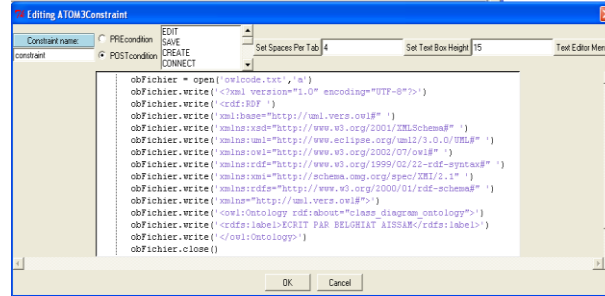 Editing ATOM3Constraint
Constraint name:
constraint
PREcondition
POSTcondition
EDIT
SAVE
CREATE
CONNECT
Set Spaces Per Tab 4
Set Text Box Height 15
Text Editor Men
obFichier = open('owlcode.txt','a')
obFichier.write('<?xml version="1.0" encoding="UTF-8"?>')
obFichier.write('<rdf:RDF ')
obFichier.write('xml:base="http://uml.vers.owl#" ')
obFichier.write('xmlns:xsd="http://www.w3.org/2001/XMLSchema#" ')
obFichier.write('xmlns:uml="http://www.eclipse.org/uml2/3.0.0/UML#" ')
obFichier.write('xmlns:owl="http://www.w3.org/2002/07/owl#" ')
obFichier.write('xmlns:rdf="http://www.w3.org/1999/02/22-rdf-syntax#" ')
obFichier.write('xmlns:xmi="http://schema.omg.org/spec/XMI/2.1" ')
obFichier.write('xmlns:rdfs="http://www.w3.org/2000/01/rdf-schema#" ')
obFichier.write('xmlns="http://uml.vers.owl#">')
obFichier.write('<owl:Ontology rdf:about="class_diagram_ontology">')
obFichier.write('<rdfs:label>ECRIT PAR BELGHIAT AISSAM</rdfs:label>')
obFichier.write('</owl:Ontology>')
obFichier.close()
OK
Cancel